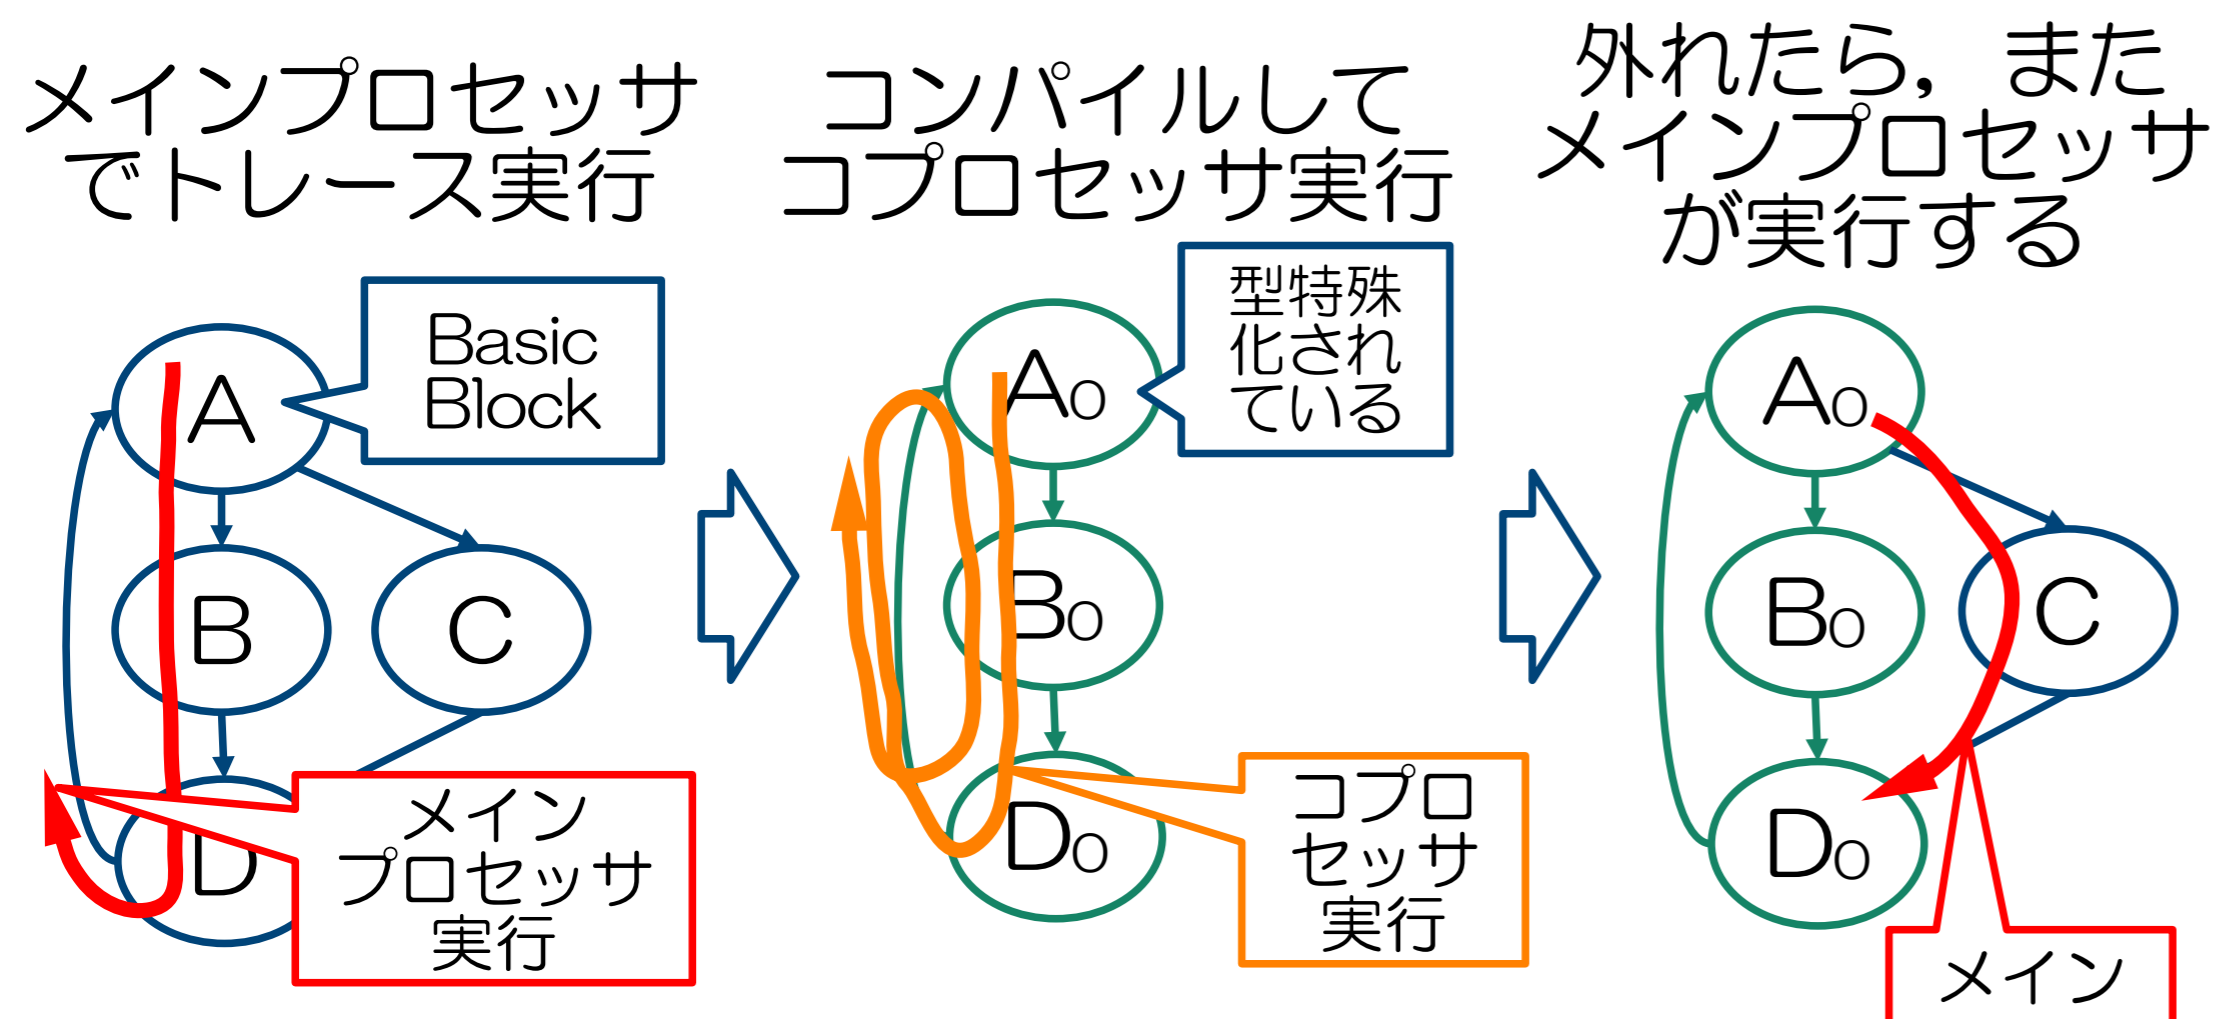 メインプロセッサ
でトレース実行
コンパイルして
コプロセッサ実行
外れたら，また
メインプロセッサ
が実行する
Basic
Block
A
B
C
D
メイン
プロセッサ
実行
型特殊
化され
ている
A0
B0
D0
コプロ
セッサ
実行
A0
B0
C
D0
メイン